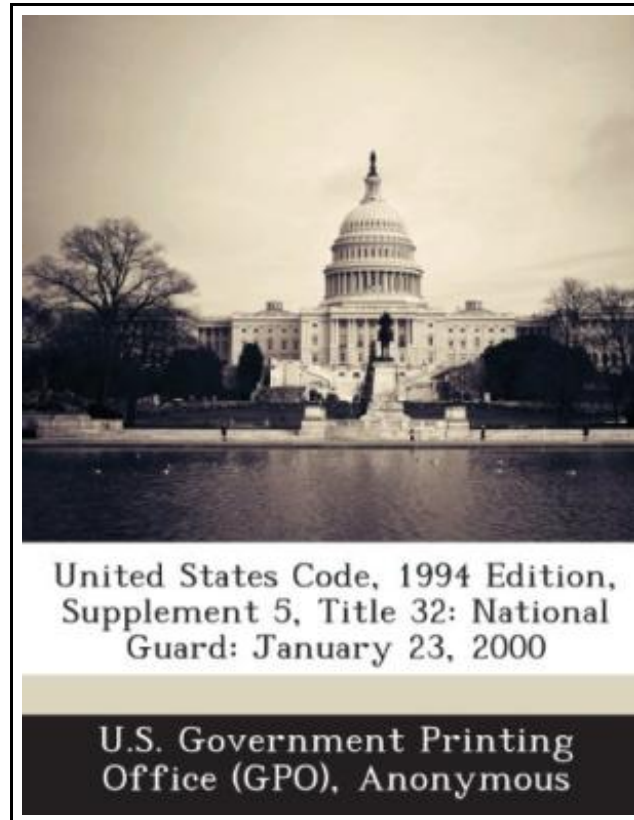 United States Code, 1994 Edition,
Supplement 5, Title 32: National
Guard: January 23, 2000
U.S. Government Printing
Office (GPO), Anonymous